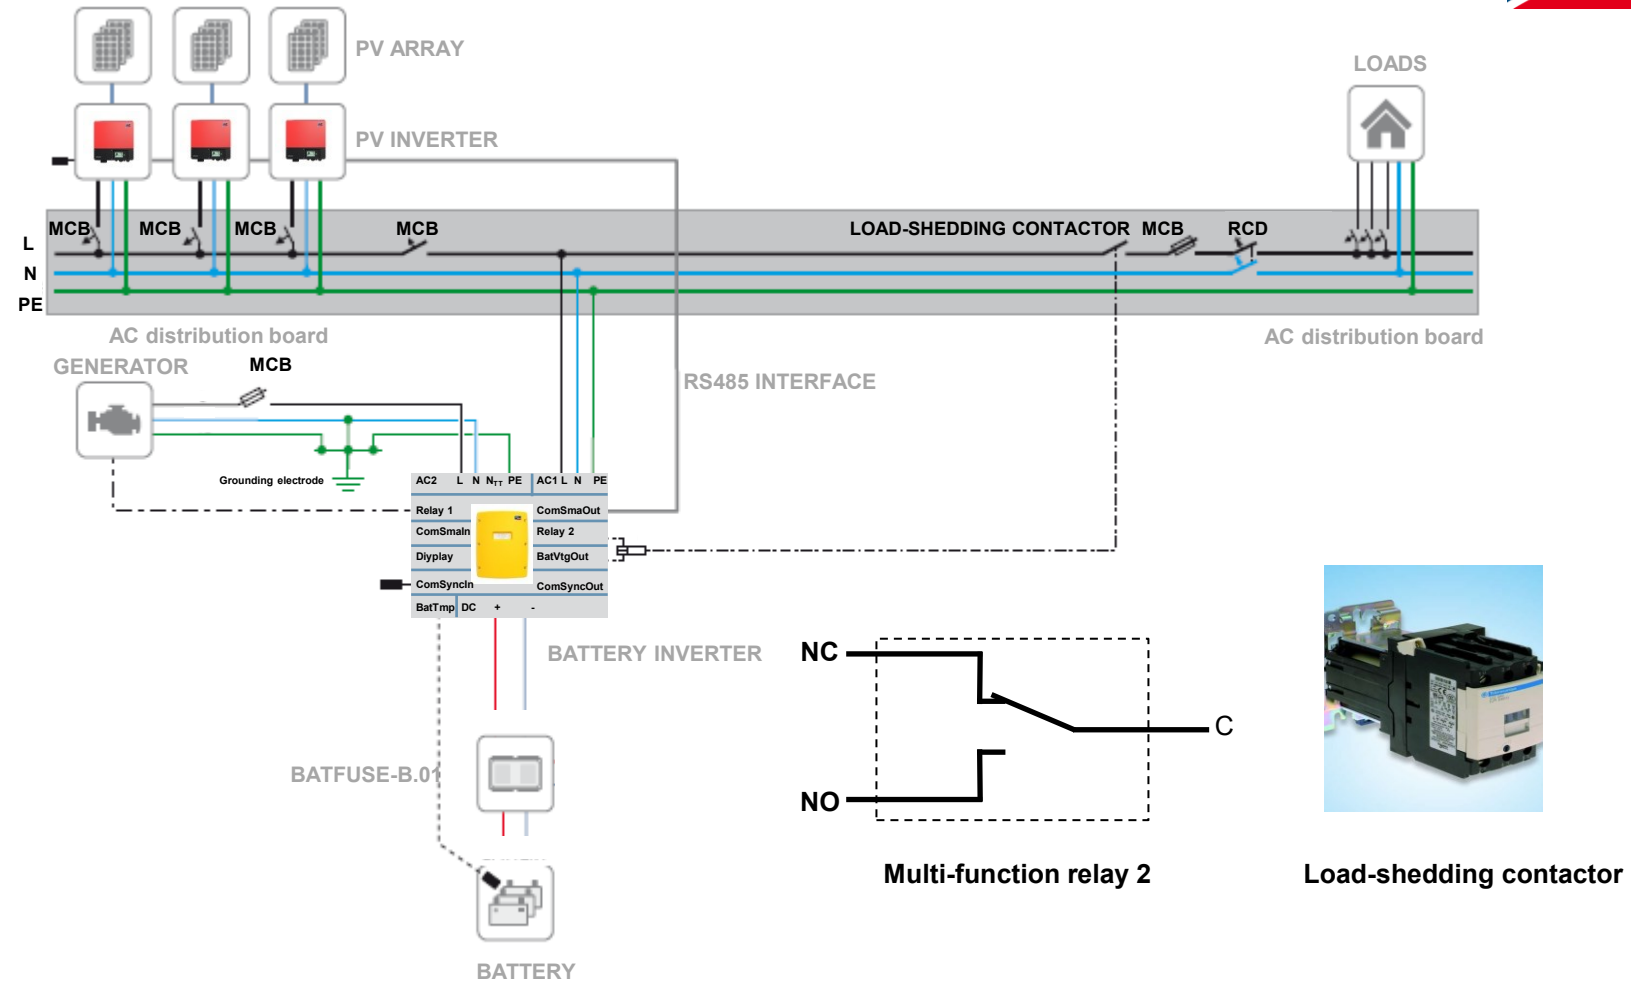 PV ARRAY
LOADS
PV INVERTER
MCB MCB MCB MCB LOAD-SHEDDING CONTACTOR MCB RCD
L
N
PE
AC distribution board AC distribution board
GENERATOR MCB
RS485 INTERFACE
Grounding electrode
AC2 L N NTT PE AC1 L N PE
Relay 1 ComSmaOut
ComSmaIn Relay 2
Diyplay BatVtgOut
ComSyncIn ComSyncOut
BatTmp DC + -
BATTERY INVERTER
NC
C
NO
BATFUSE-B.01
Multi-function relay 2
Load-shedding contactor
BATTERY